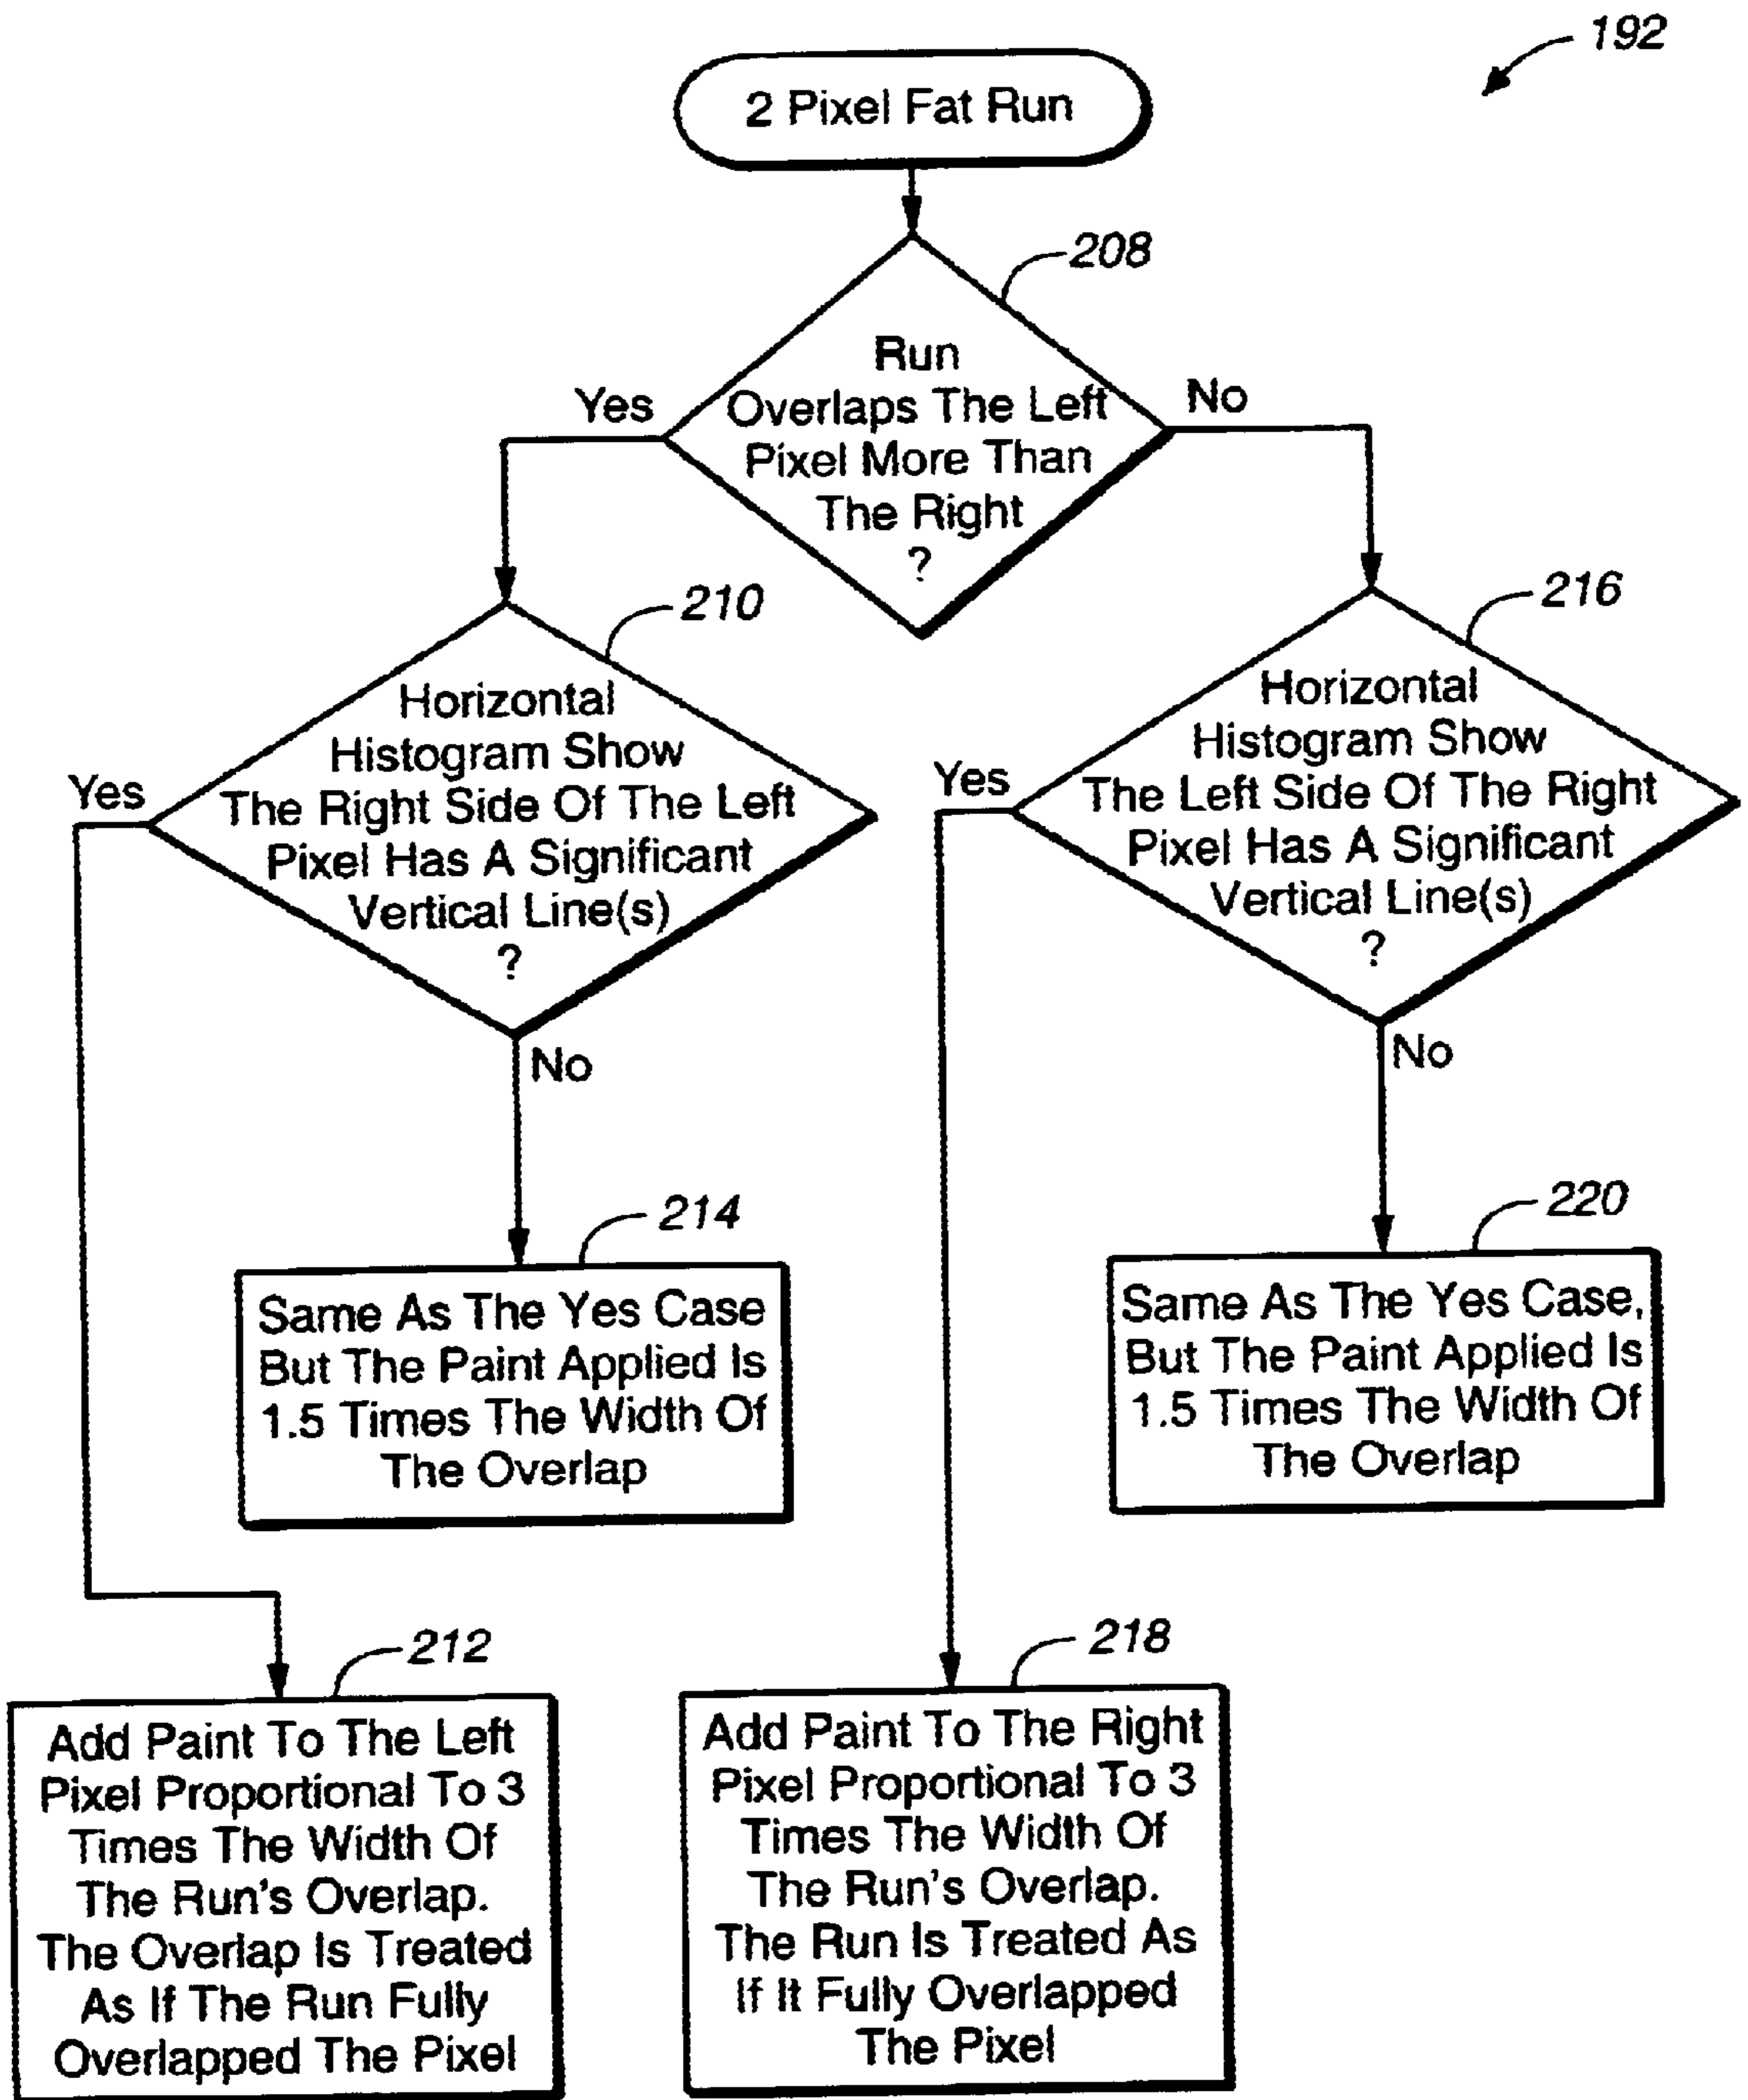 192
2 Pixel Fat Run
208
Run
Overlaps The Left
Pixel More Than
The Right
?
Yes
No
210
Horizontal
Histogram Show
The Right Side Of The Left
Pixel Has A Significant
Vertical Line(s)
?
Yes
No
216
Horizontal
Histogram Show
The Left Side Of The Right
Pixel Has A Significant
Vertical Line(s)
?
Yes
No
214
Same As The Yes Case
But The Paint Applied Is
1.5 Times The Width Of
The Overlap
220
Same As The Yes Case,
But The Paint Applied Is
1.5 Times The Width Of
The Overlap
212
Add Paint To The Left
Pixel Proportional To 3
Times The Width Of
The Run's Overlap.
The Overlap Is Treated
As If The Run Fully
Overlapped The Pixel
218
Add Paint To The Right
Pixel Proportional To 3
Times The Width Of
The Run's Overlap.
The Run Is Treated As
If It Fully Overlapped
The Pixel